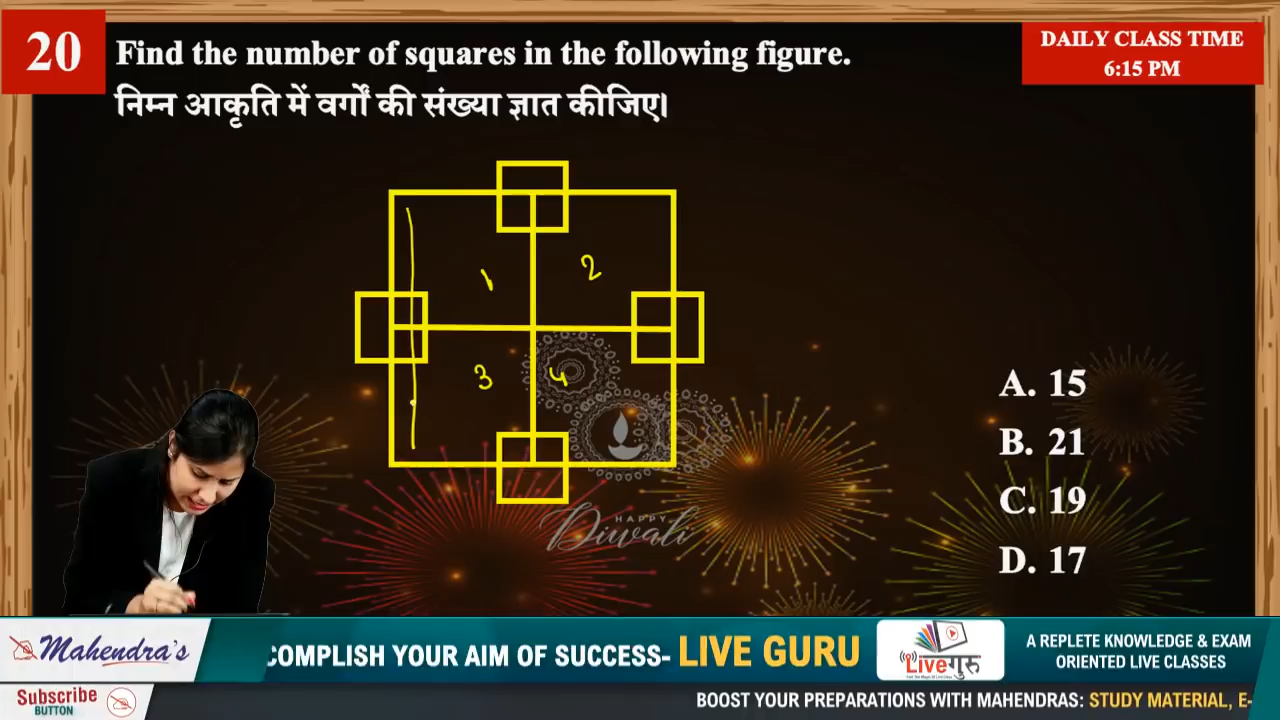 20
Find the number of squares in the following figure.
निम्न आकृति में वर्गों की संख्या ज्ञात कीजिए।
DAILY CLASS TIME
6:15 PM
1
2
3
4
A. 15
B. 21
C. 19
D. 17
HAPPY
Diwali
Mahendra's
COMPLISH YOUR AIM OF SUCCESS- LIVE GURU
Liveगुरु
A REPLETE KNOWLEDGE & EXAM
ORIENTED LIVE CLASSES
Subscribe
BUTTON
BOOST YOUR PREPARATIONS WITH MAHENDRAS: STUDY MATERIAL, E-